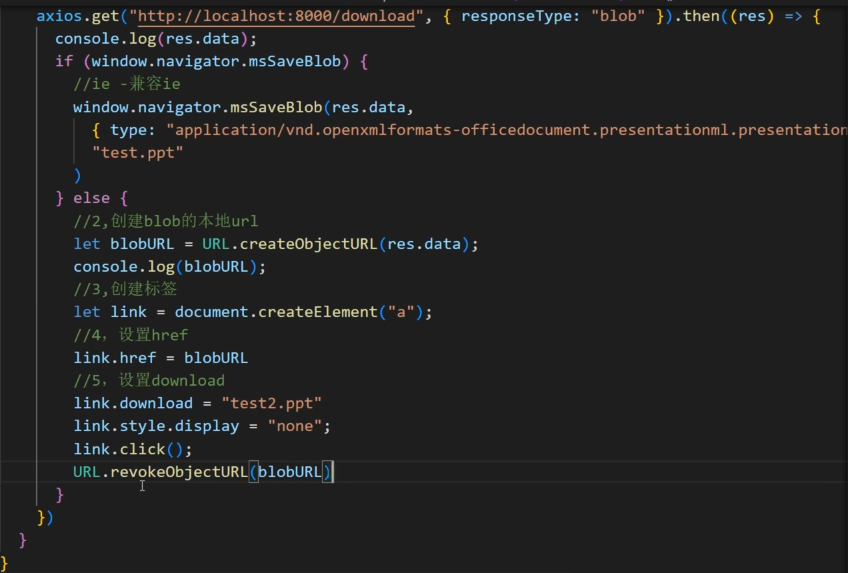 axios.get("http://localhost:8000/download", { responseType: "blob" }).then((res) => {
console.log(res.data);
if (window.navigator.msSaveBlob) {
//ie -兼容ie
window.navigator.msSaveBlob(res.data,
{ type: "application/vnd.openxmlformats-officedocument.presentationml.presentation
"test.ppt"
)
} else {
//2,创建blob的本地url
let blobURL = URL.createObjectURL(res.data);
console.log(blobURL);
//3,创建标签
let link = document.createElement("a");
//4，设置href
link.href = blobURL
//5，设置download
link.download = "test2.ppt"
link.style.display = "none";
link.click();
URL.revokeObjectURL(blobURL)
}
})
}
}